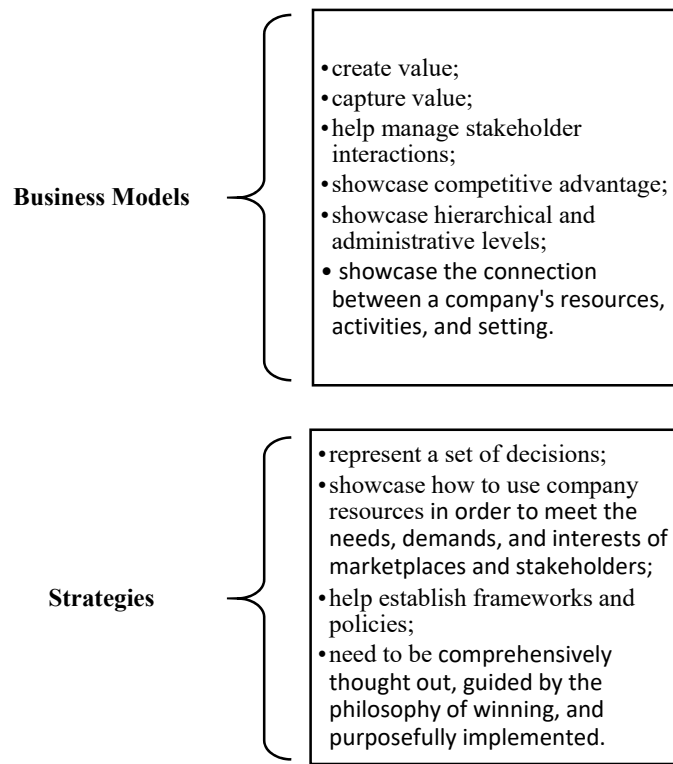 Business Models
•create value;
•capture value;
•help manage stakeholder
interactions;
•showcase competitive advantage;
•showcase hierarchical and
administrative levels;
• showcase the connection
between a company's resources,
activities, and setting.
Strategies
•represent a set of decisions;
•showcase how to use company
resources in order to meet the
needs, demands, and interests of
marketplaces and stakeholders;
•help establish frameworks and
policies;
•need to be comprehensively
thought out, guided by the
philosophy of winning, and
purposefully implemented.